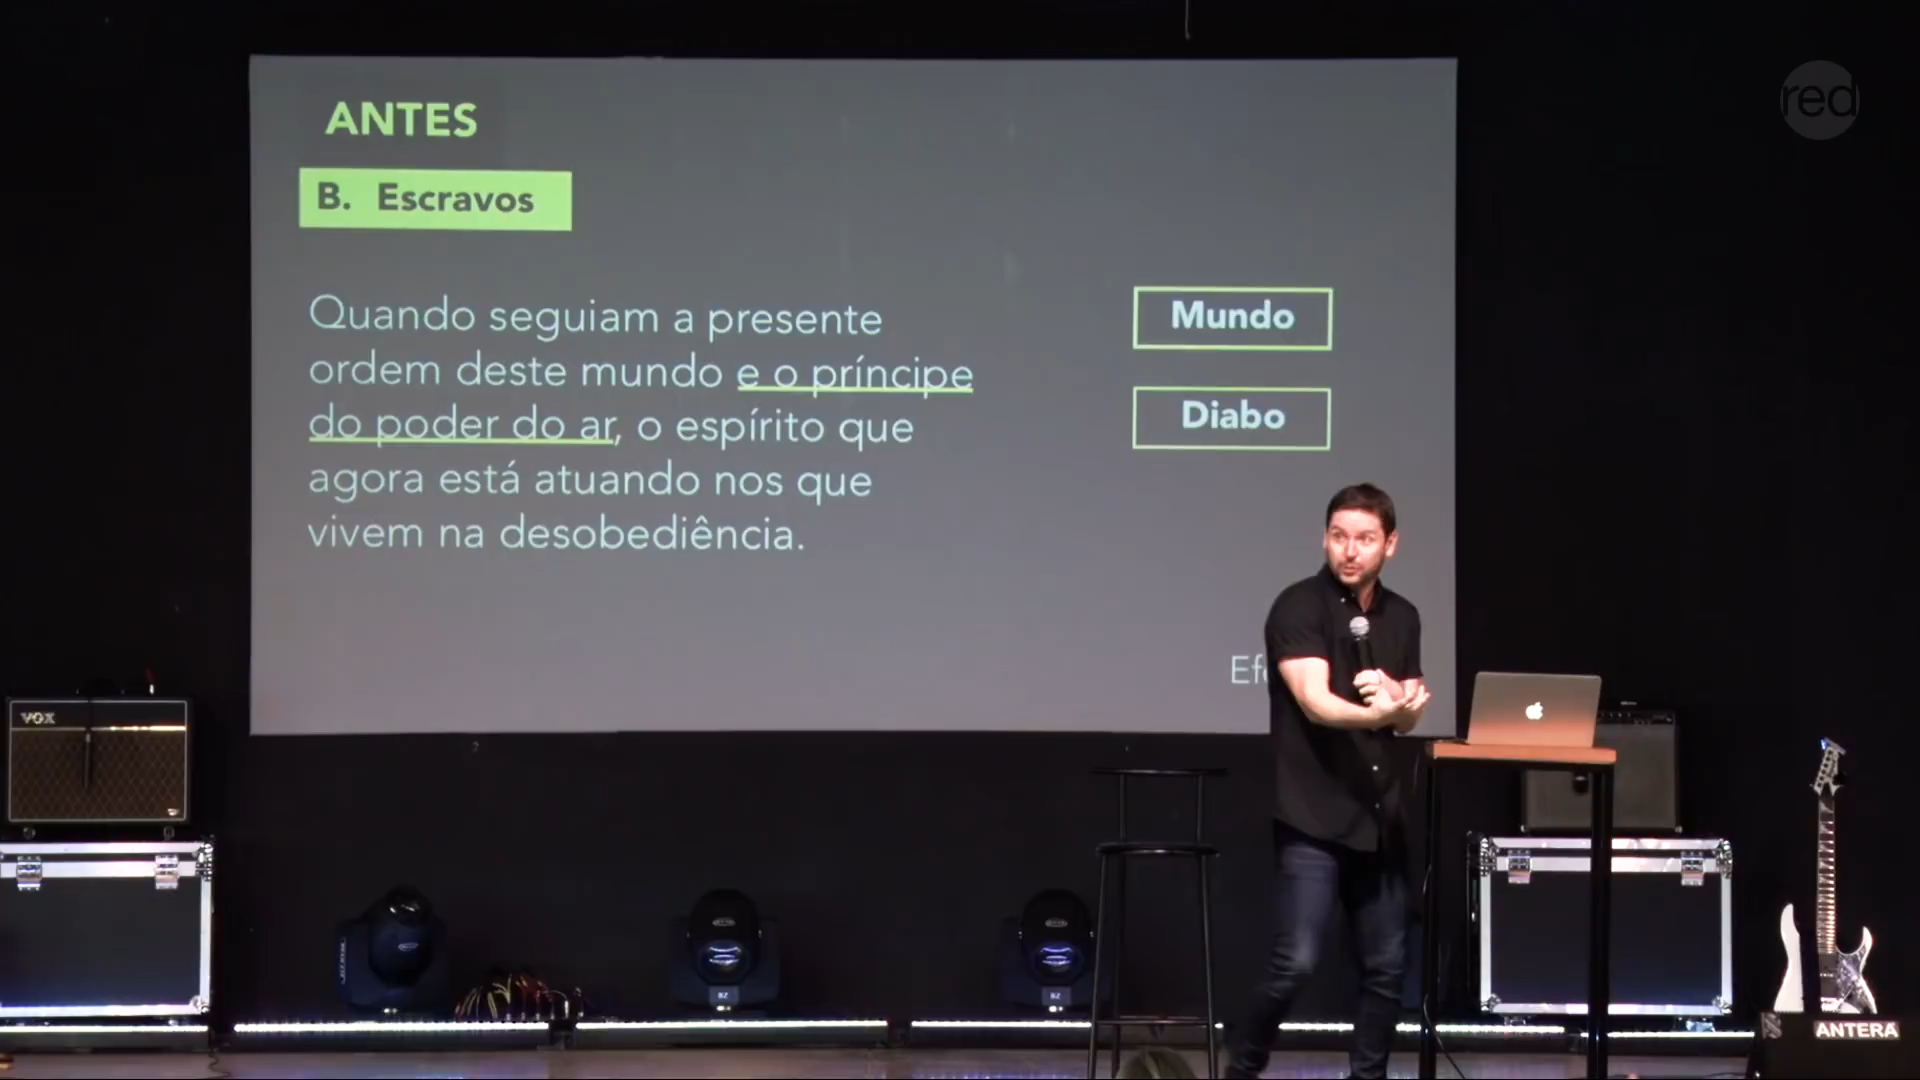 red
ANTES
B. Escravos
Quando seguiam a presente
ordem deste mundo e o príncipe
do poder do ar, o espírito que
agora está atuando nos que
vivem na desobediência.
Mundo
Diabo
VOX
ANTERA